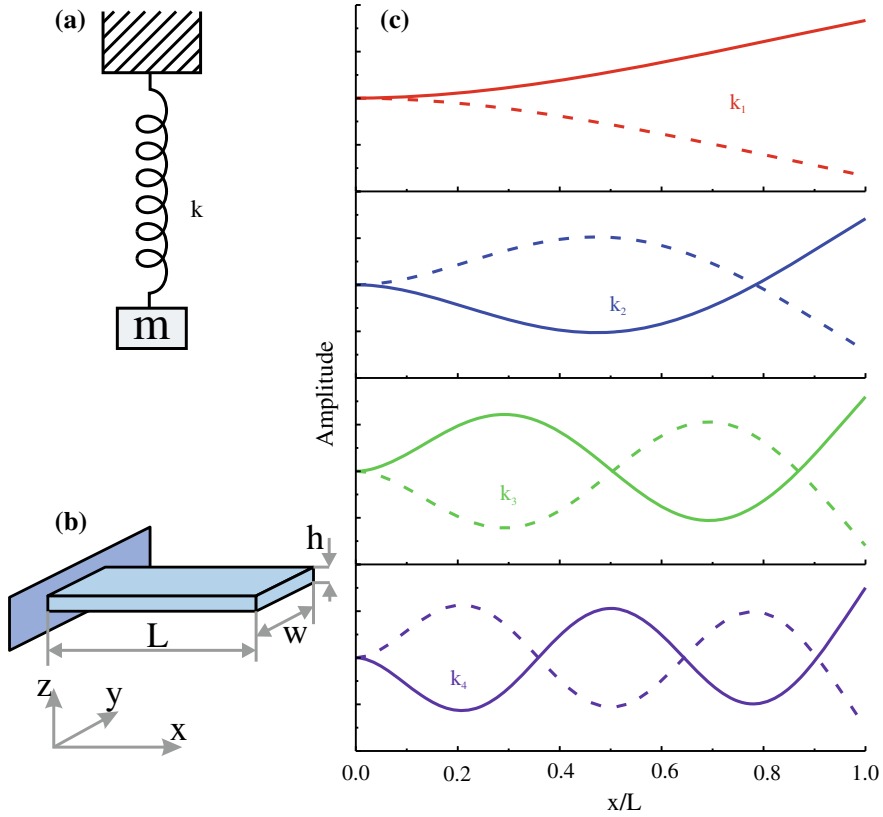 (a)
k
m
(b)
h
L
w
z
y
x
(c)
k₁
k₂
k₃
k₄
Amplitude
0.0 0.2 0.4 0.6 0.8 1.0
x/L